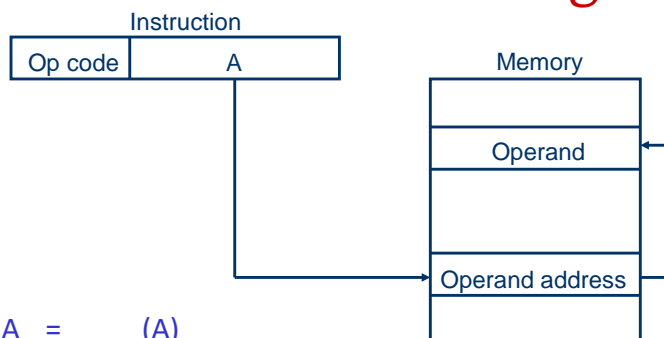 g
Instruction
Op code A
Memory
Operand
Operand address
A = (A)